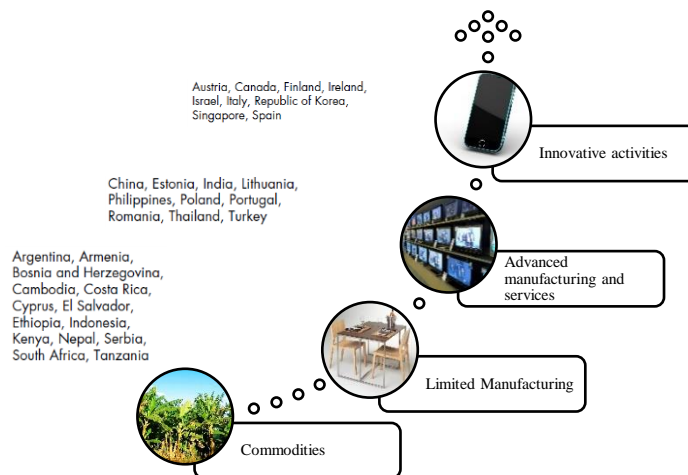 Austria, Canada, Finland, Ireland,
Israel, Italy, Republic of Korea,
Singapore, Spain
Innovative activities
China, Estonia, India, Lithuania,
Philippines, Poland, Portugal,
Romania, Thailand, Turkey
Advanced
manufacturing and
services
Argentina, Armenia,
Bosnia and Herzegovina,
Cambodia, Costa Rica,
Cyprus, El Salvador,
Ethiopia, Indonesia,
Kenya, Nepal, Serbia,
South Africa, Tanzania
Limited Manufacturing
Commodities